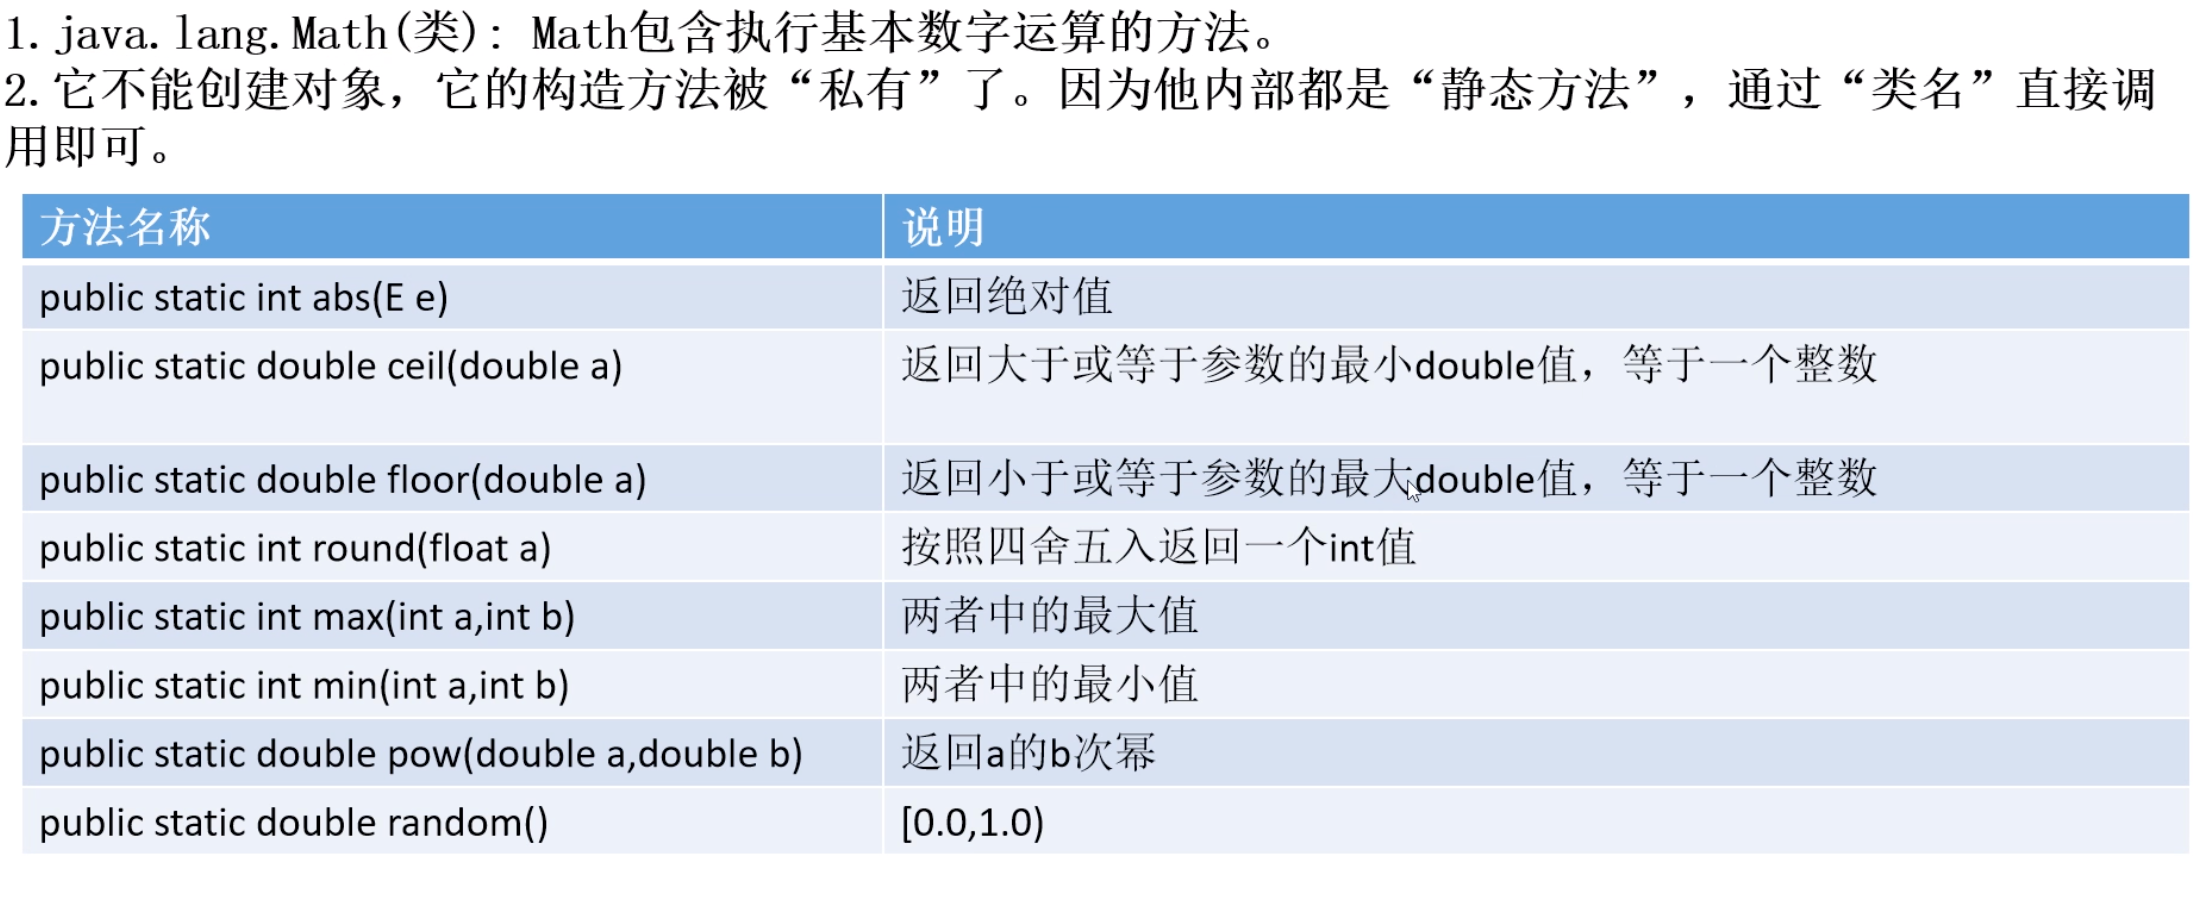 1. java.lang.Math(类): Math包含执行基本数字运算的方法。
2. 它不能创建对象，它的构造方法被“私有”了。因为他内部都是“静态方法”，通过“类名”直接调
用即可。
方法名称 说明
public static int abs(E e) 返回绝对值
public static double ceil(double a) 返回大于或等于参数的最小double值，等于一个整数
public static double floor(double a) 返回小于或等于参数的最大double值，等于一个整数
public static int round(float a) 按照四舍五入返回一个int值
public static int max(int a,int b) 两者中的最大值
public static int min(int a,int b) 两者中的最小值
public static double pow(double a,double b) 返回a的b次幂
public static double random() [0.0,1.0)